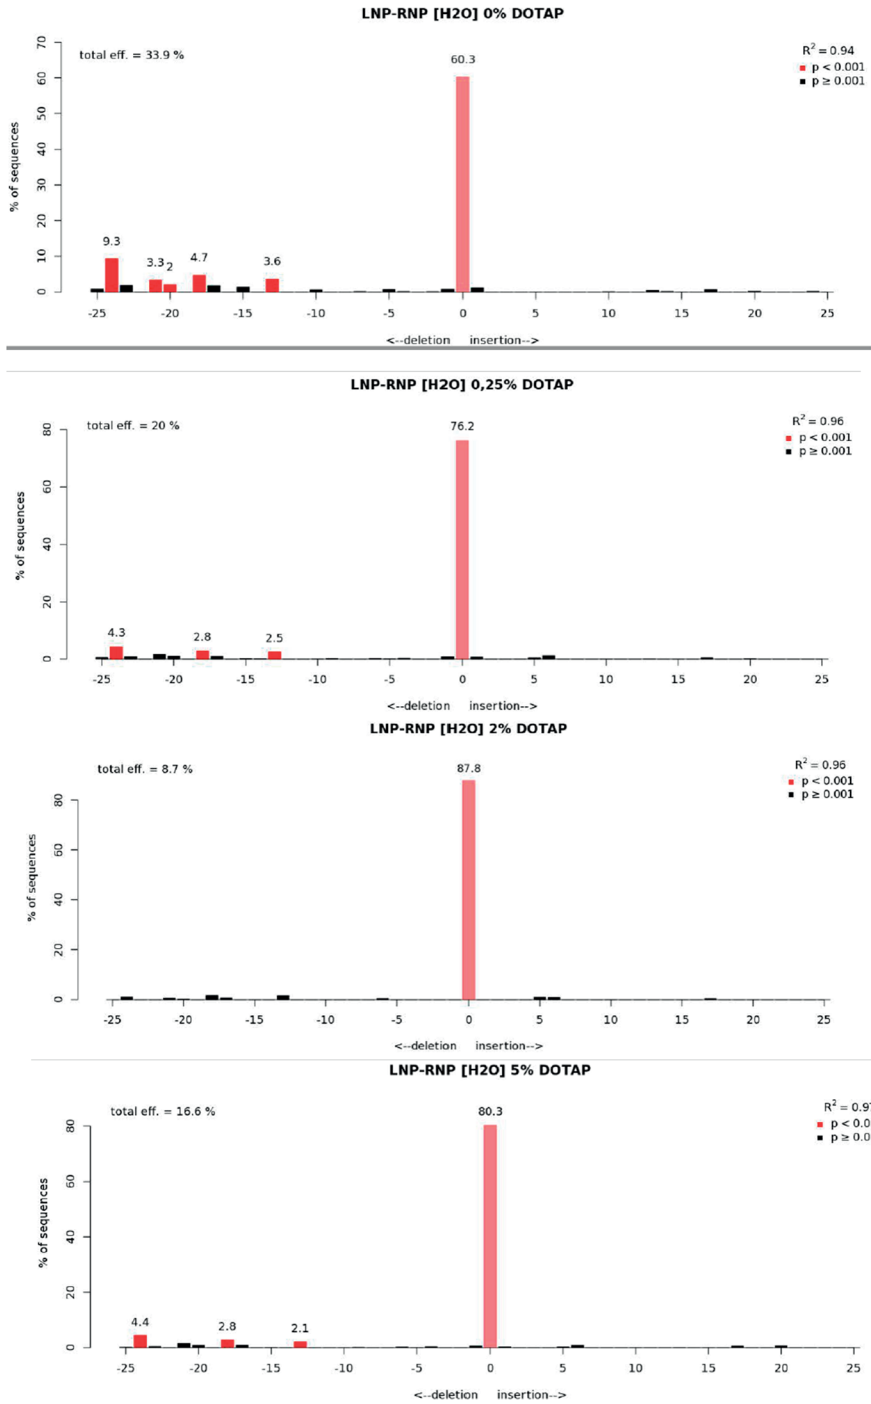 LNP-RNP [H2O] 0% DOTAP
total eff. = 33.9 %
R² = 0.94
p < 0.001
p ≥ 0.001
% of sequences
70
60
50
40
30
20
10
0
60.3
9.3
3.3
2
4.7
3.6
-25 -20 -15 -10 -5 0 5 10 15 20 25
<--deletion insertion-->
LNP-RNP [H2O] 0,25% DOTAP
total eff. = 20 %
R² = 0.96
p < 0.001
p ≥ 0.001
% of sequences
80
60
40
20
0
76.2
4.3
2.8
2.5
-25 -20 -15 -10 -5 0 5 10 15 20 25
<--deletion insertion-->
LNP-RNP [H2O] 2% DOTAP
total eff. = 8.7 %
R² = 0.96
p < 0.001
p ≥ 0.001
% of sequences
80
60
40
20
0
87.8
-25 -20 -15 -10 -5 0 5 10 15 20 25
<--deletion insertion-->
LNP-RNP [H2O] 5% DOTAP
total eff. = 16.6 %
R² = 0.9
p < 0.0
p ≥ 0.0
% of sequences
80
60
40
20
0
80.3
4.4
2.8
2.1
-25 -20 -15 -10 -5 0 5 10 15 20 25
<--deletion insertion-->